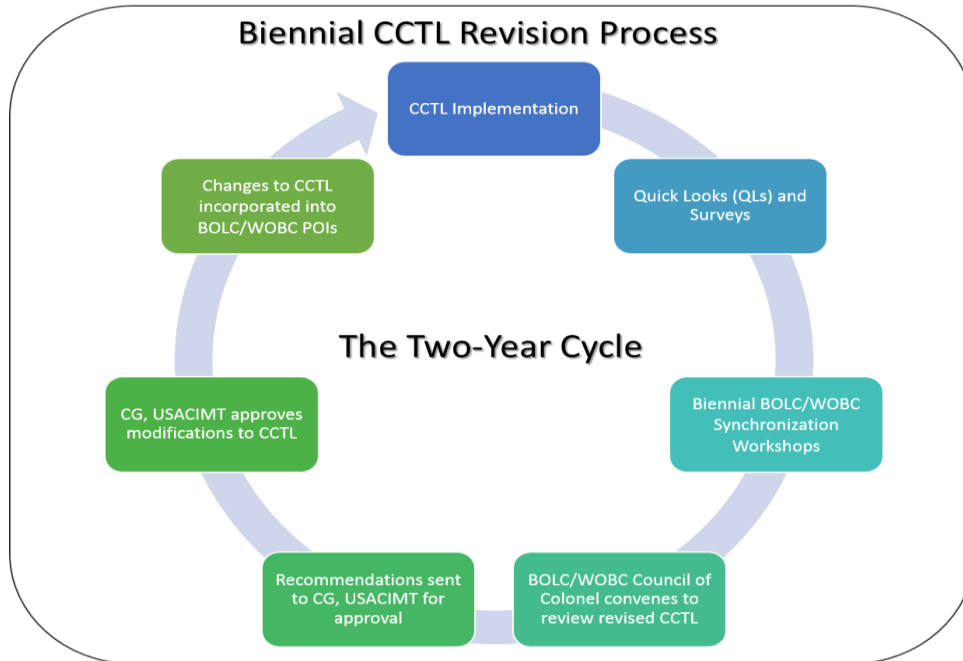 Biennial CCTL Revision Process
CCTL Implementation
Quick Looks (QLs) and
Surveys
Biennial BOLC/WOBC
Synchronization
Workshops
BOLC/WOBC Council of
Colonel convenes to
review revised CCTL
Recommendations sent
to CG, USACIMT for
approval
CG, USACIMT approves
modifications to CCTL
Changes to CCTL
incorporated into
BOLC/WOBC POIs
The Two-Year Cycle